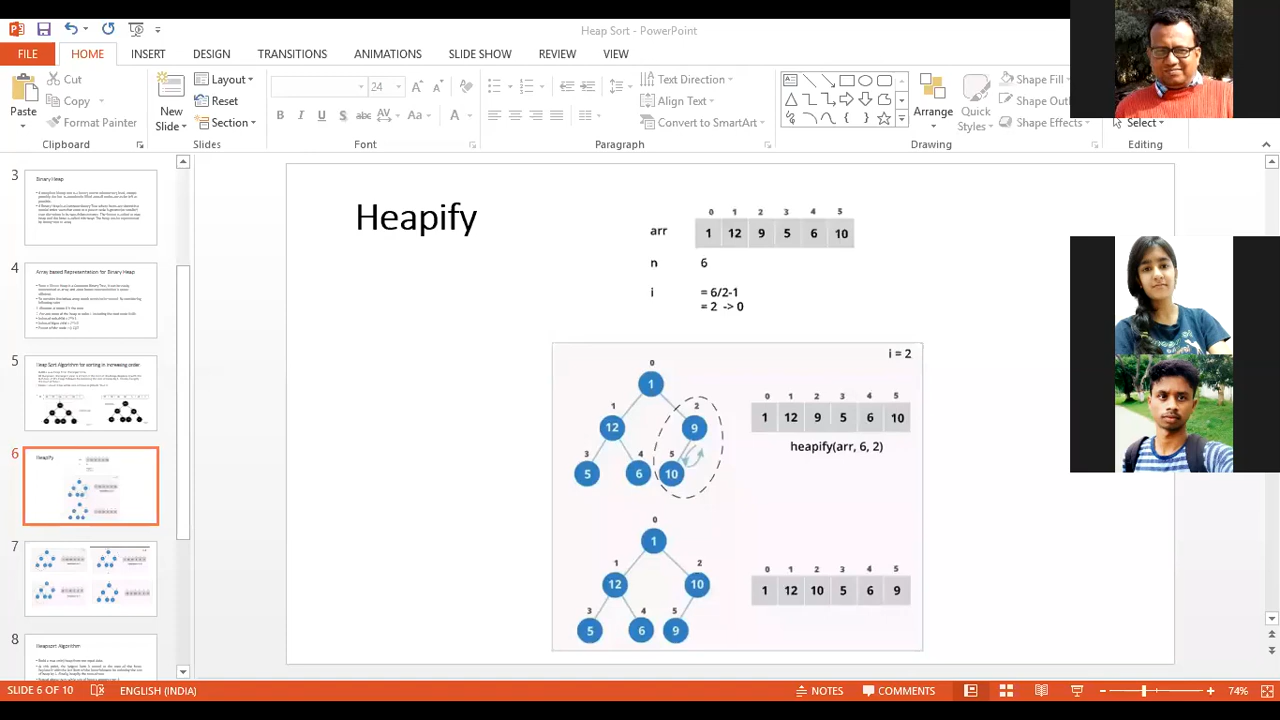 Heap Sort - PowerPoint
FILE HOME INSERT DESIGN TRANSITIONS ANIMATIONS SLIDE SHOW REVIEW VIEW
Paste
Cut
Copy
Format Painter
Clipboard
New Slide
Layout
Reset
Section
Slides
24
I U S abc AV Aa A
Font
Text Direction
Align Text
Convert to SmartArt
Paragraph
Arrange
Quick Styles
Shape Fill
Shape Effects
Drawing
Select
Editing
3
Binary Heap
4
Array based Representation for Binary Heap
5
Heap Sort Algorithm for sorting in increasing order
6
Heapify
7
8
Heapsort Algorithm
Heapify
0 1 2 3 4 5
arr 1 12 9 5 6 10
n 6
i = 6/2-1
= 2 -> 0
i = 2
0
1
1 2
12 9
3 4 5
5 6 10
0 1 2 3 4 5
1 12 9 5 6 10
heapify(arr, 6, 2)
0
1
1 2
12 10
3 4 5
5 6 9
0 1 2 3 4 5
1 12 10 5 6 9
SLIDE 6 OF 10 ENGLISH (INDIA) NOTES COMMENTS 74%